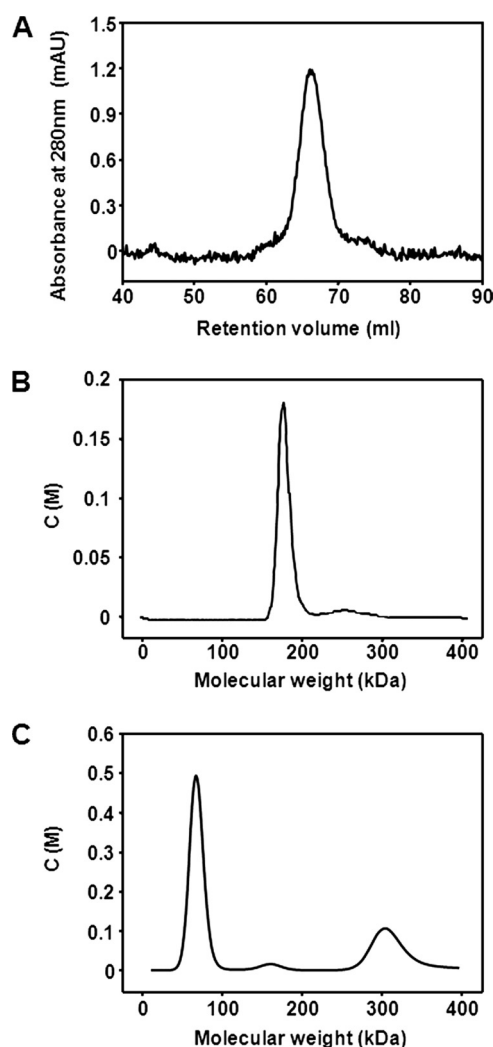 A
Absorbance at 280nm (mAU)
1.5
1.2
0.9
0.6
0.3
0
40 50 60 70 80 90
Retention volume (ml)
B
C (M)
0.2
0.15
0.1
0.05
0
0 100 200 300 400
Molecular weight (kDa)
C
C (M)
0.6
0.5
0.4
0.3
0.2
0.1
0
0 100 200 300 400
Molecular weight (kDa)